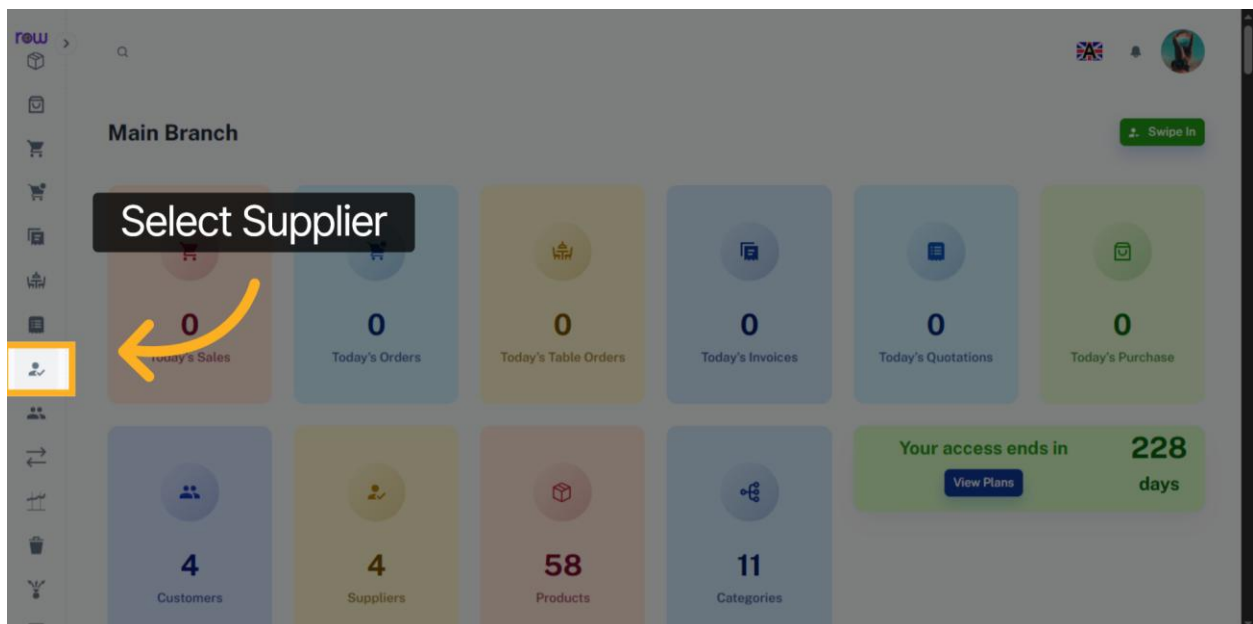 row
A
Main Branch
Swipe In
Select Supplier
0
Today's Sales
0
Today's Orders
0
Today's Table Orders
0
Today's Invoices
0
Today's Quotations
0
Today's Purchase
4
Customers
4
Suppliers
58
Products
11
Categories
Your access ends in
View Plans
228
days